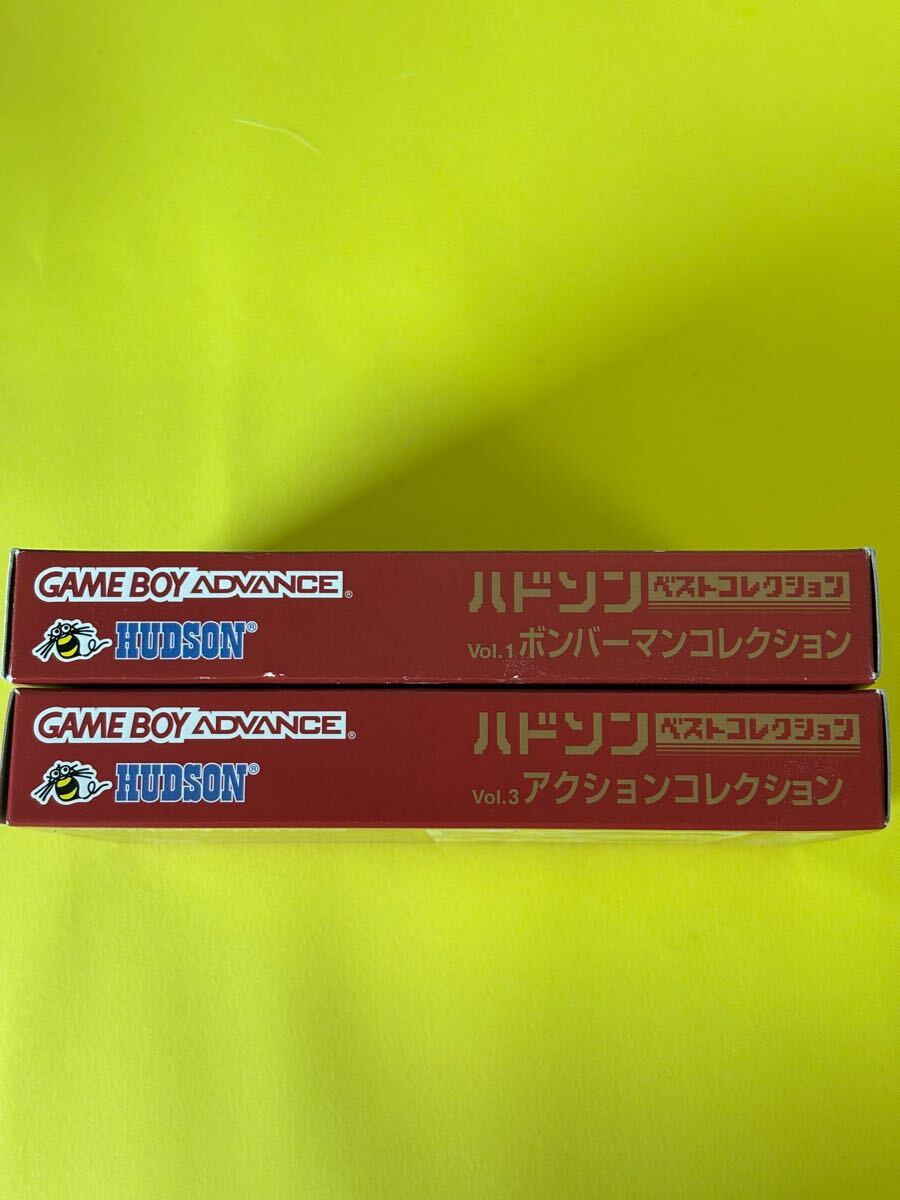 GAME BOY ADVANCE®
HUDSON®
ハドソン ベストコレクション
Vol.1 ボンバーマンコレクション
GAME BOY ADVANCE®
HUDSON®
ハドソン ベストコレクション
Vol.3 アクションコレクション